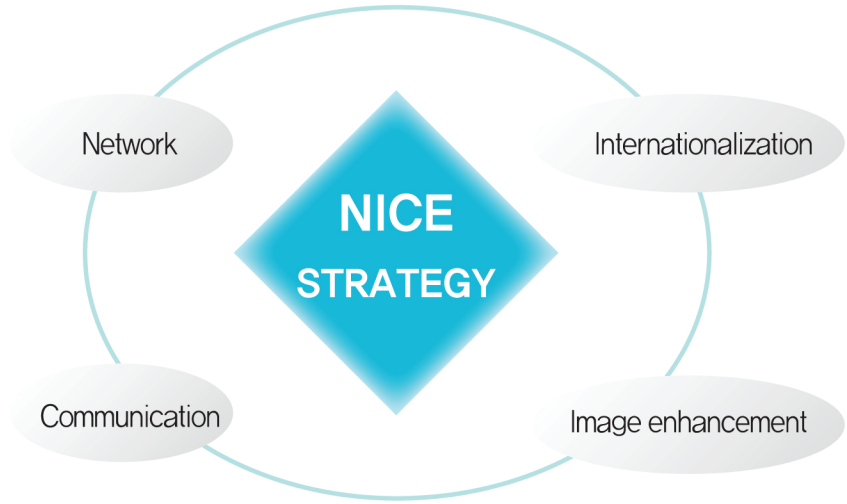 Network
Internationalization
NICE
STRATEGY
Communication
Image enhancement